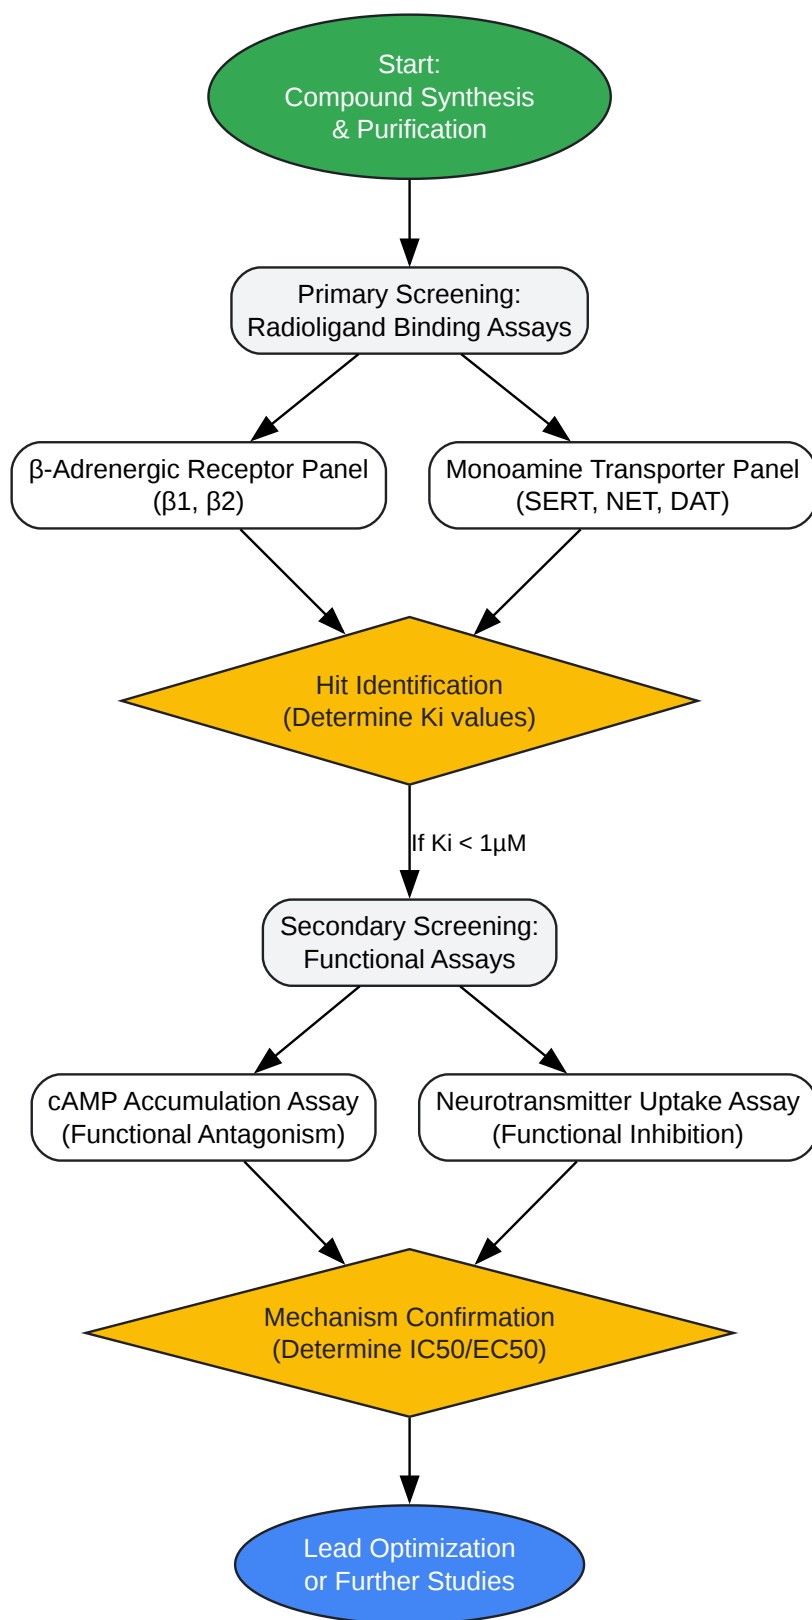 Start:
Compound Synthesis
& Purification
Primary Screening:
Radioligand Binding Assays
β-Adrenergic Receptor Panel
(β1, β2)
Monoamine Transporter Panel
(SERT, NET, DAT)
Hit Identification
(Determine Ki values)
If Ki < 1µM
Secondary Screening:
Functional Assays
cAMP Accumulation Assay
(Functional Antagonism)
Neurotransmitter Uptake Assay
(Functional Inhibition)
Mechanism Confirmation
(Determine IC50/EC50)
Lead Optimization
or Further Studies